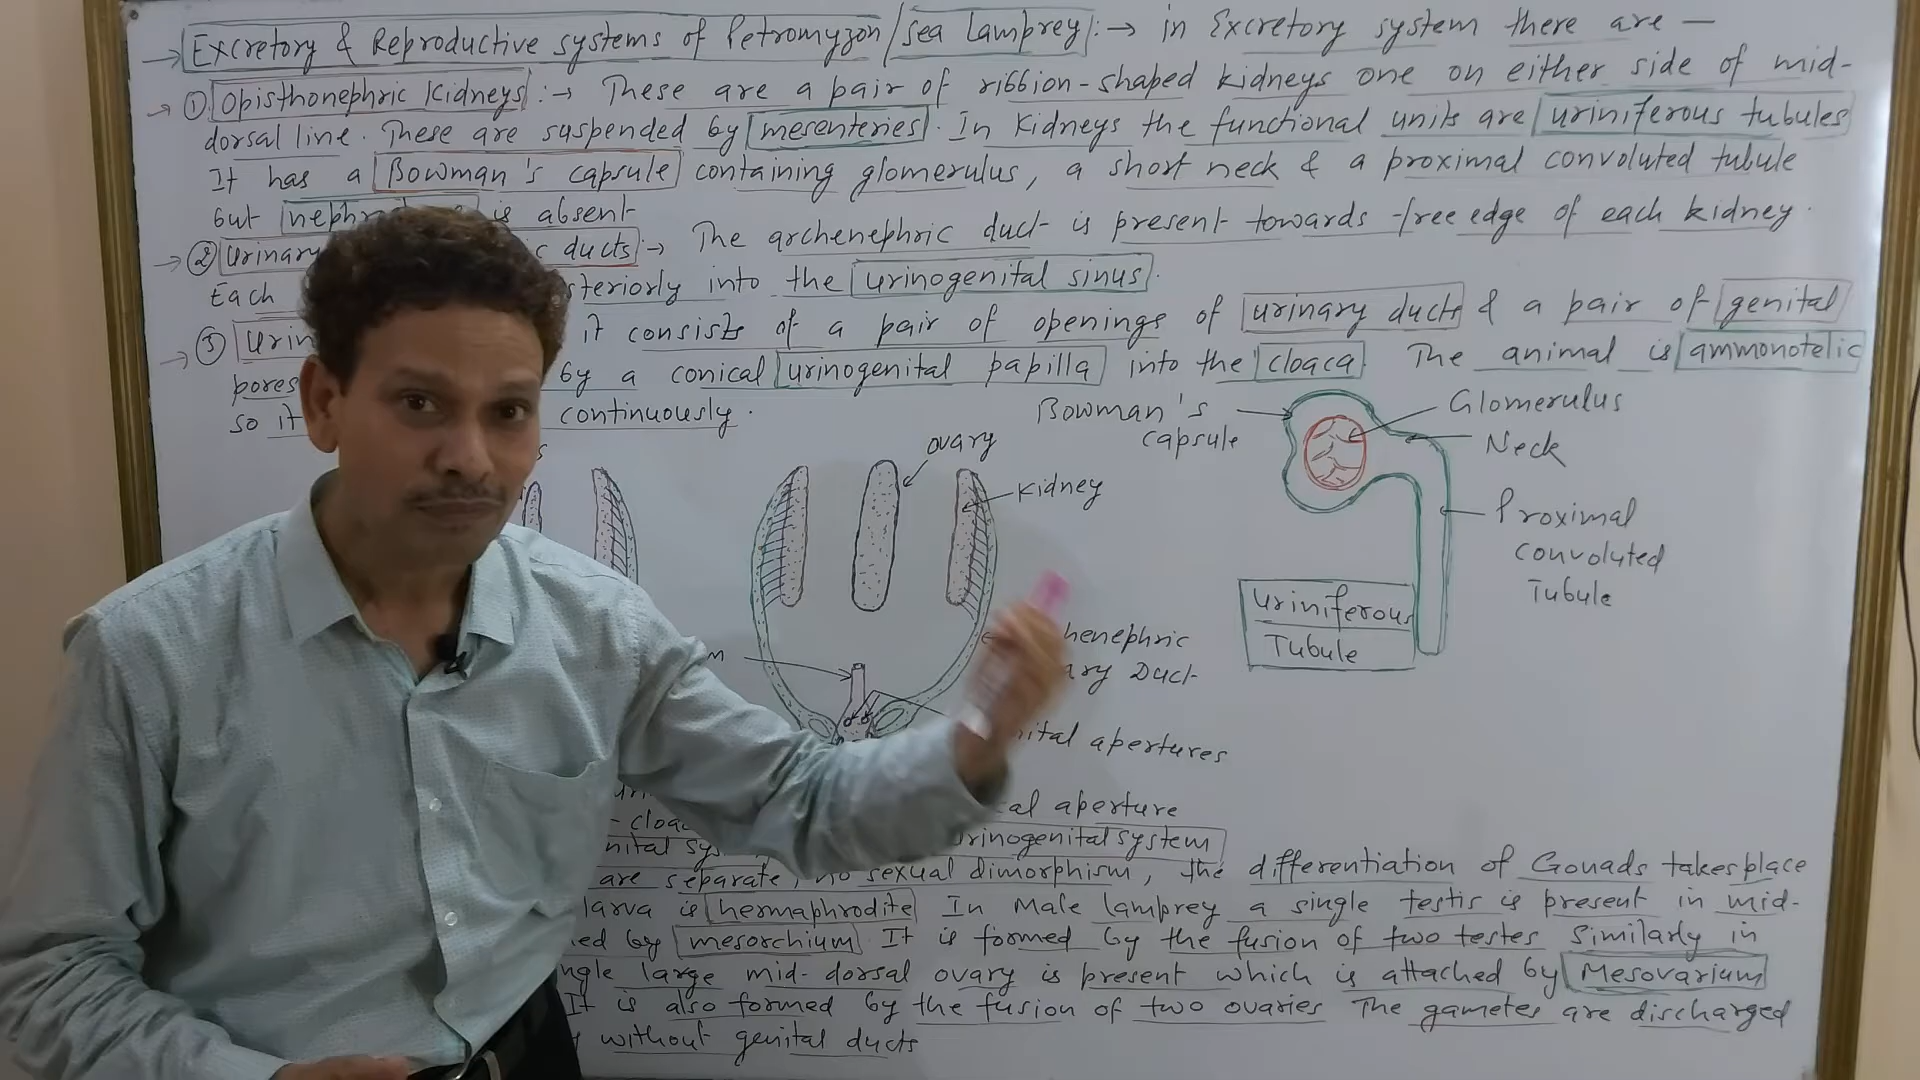 Excretory & Reproductive systems of Petromyzon/Sea Lamprey :→ in Excretory system there are —
① Opisthonephric Kidneys :→ These are a pair of ribbion-shaped kidneys one on either side of mid-
dorsal line. These are suspended by mesenteries. In Kidneys the functional units are uriniferous tubules
It has a Bowman's capsule containing glomerulus, a short neck & a proximal convoluted tubule
but is absent
② Urinary ducts :→ The archenephric duct is present towards free edge of each kidney.
Each into the urinogenital sinus.
③ it consists of a pair of openings of urinary ducts & a pair of genital
pores by a conical urinogenital papilla into the cloaca. The animal is ammonotelic
so it continuously.
Bowman's capsule
Glomerulus
Neck
Proximal convoluted Tubule
Uriniferous Tubule
ovary
Kidney
Duct
apertures
aperture
system
are separate, no sexual dimorphism, the differentiation of Gonads takes place
larva is hermaphrodite In Male lamprey a single testis is present in mid-
by mesorchium. It is formed by the fusion of two testes Similarly in
large mid-dorsal ovary is present which is attached by Mesovarium
It is also formed by the fusion of two ovaries The gametes are discharged
without genital ducts